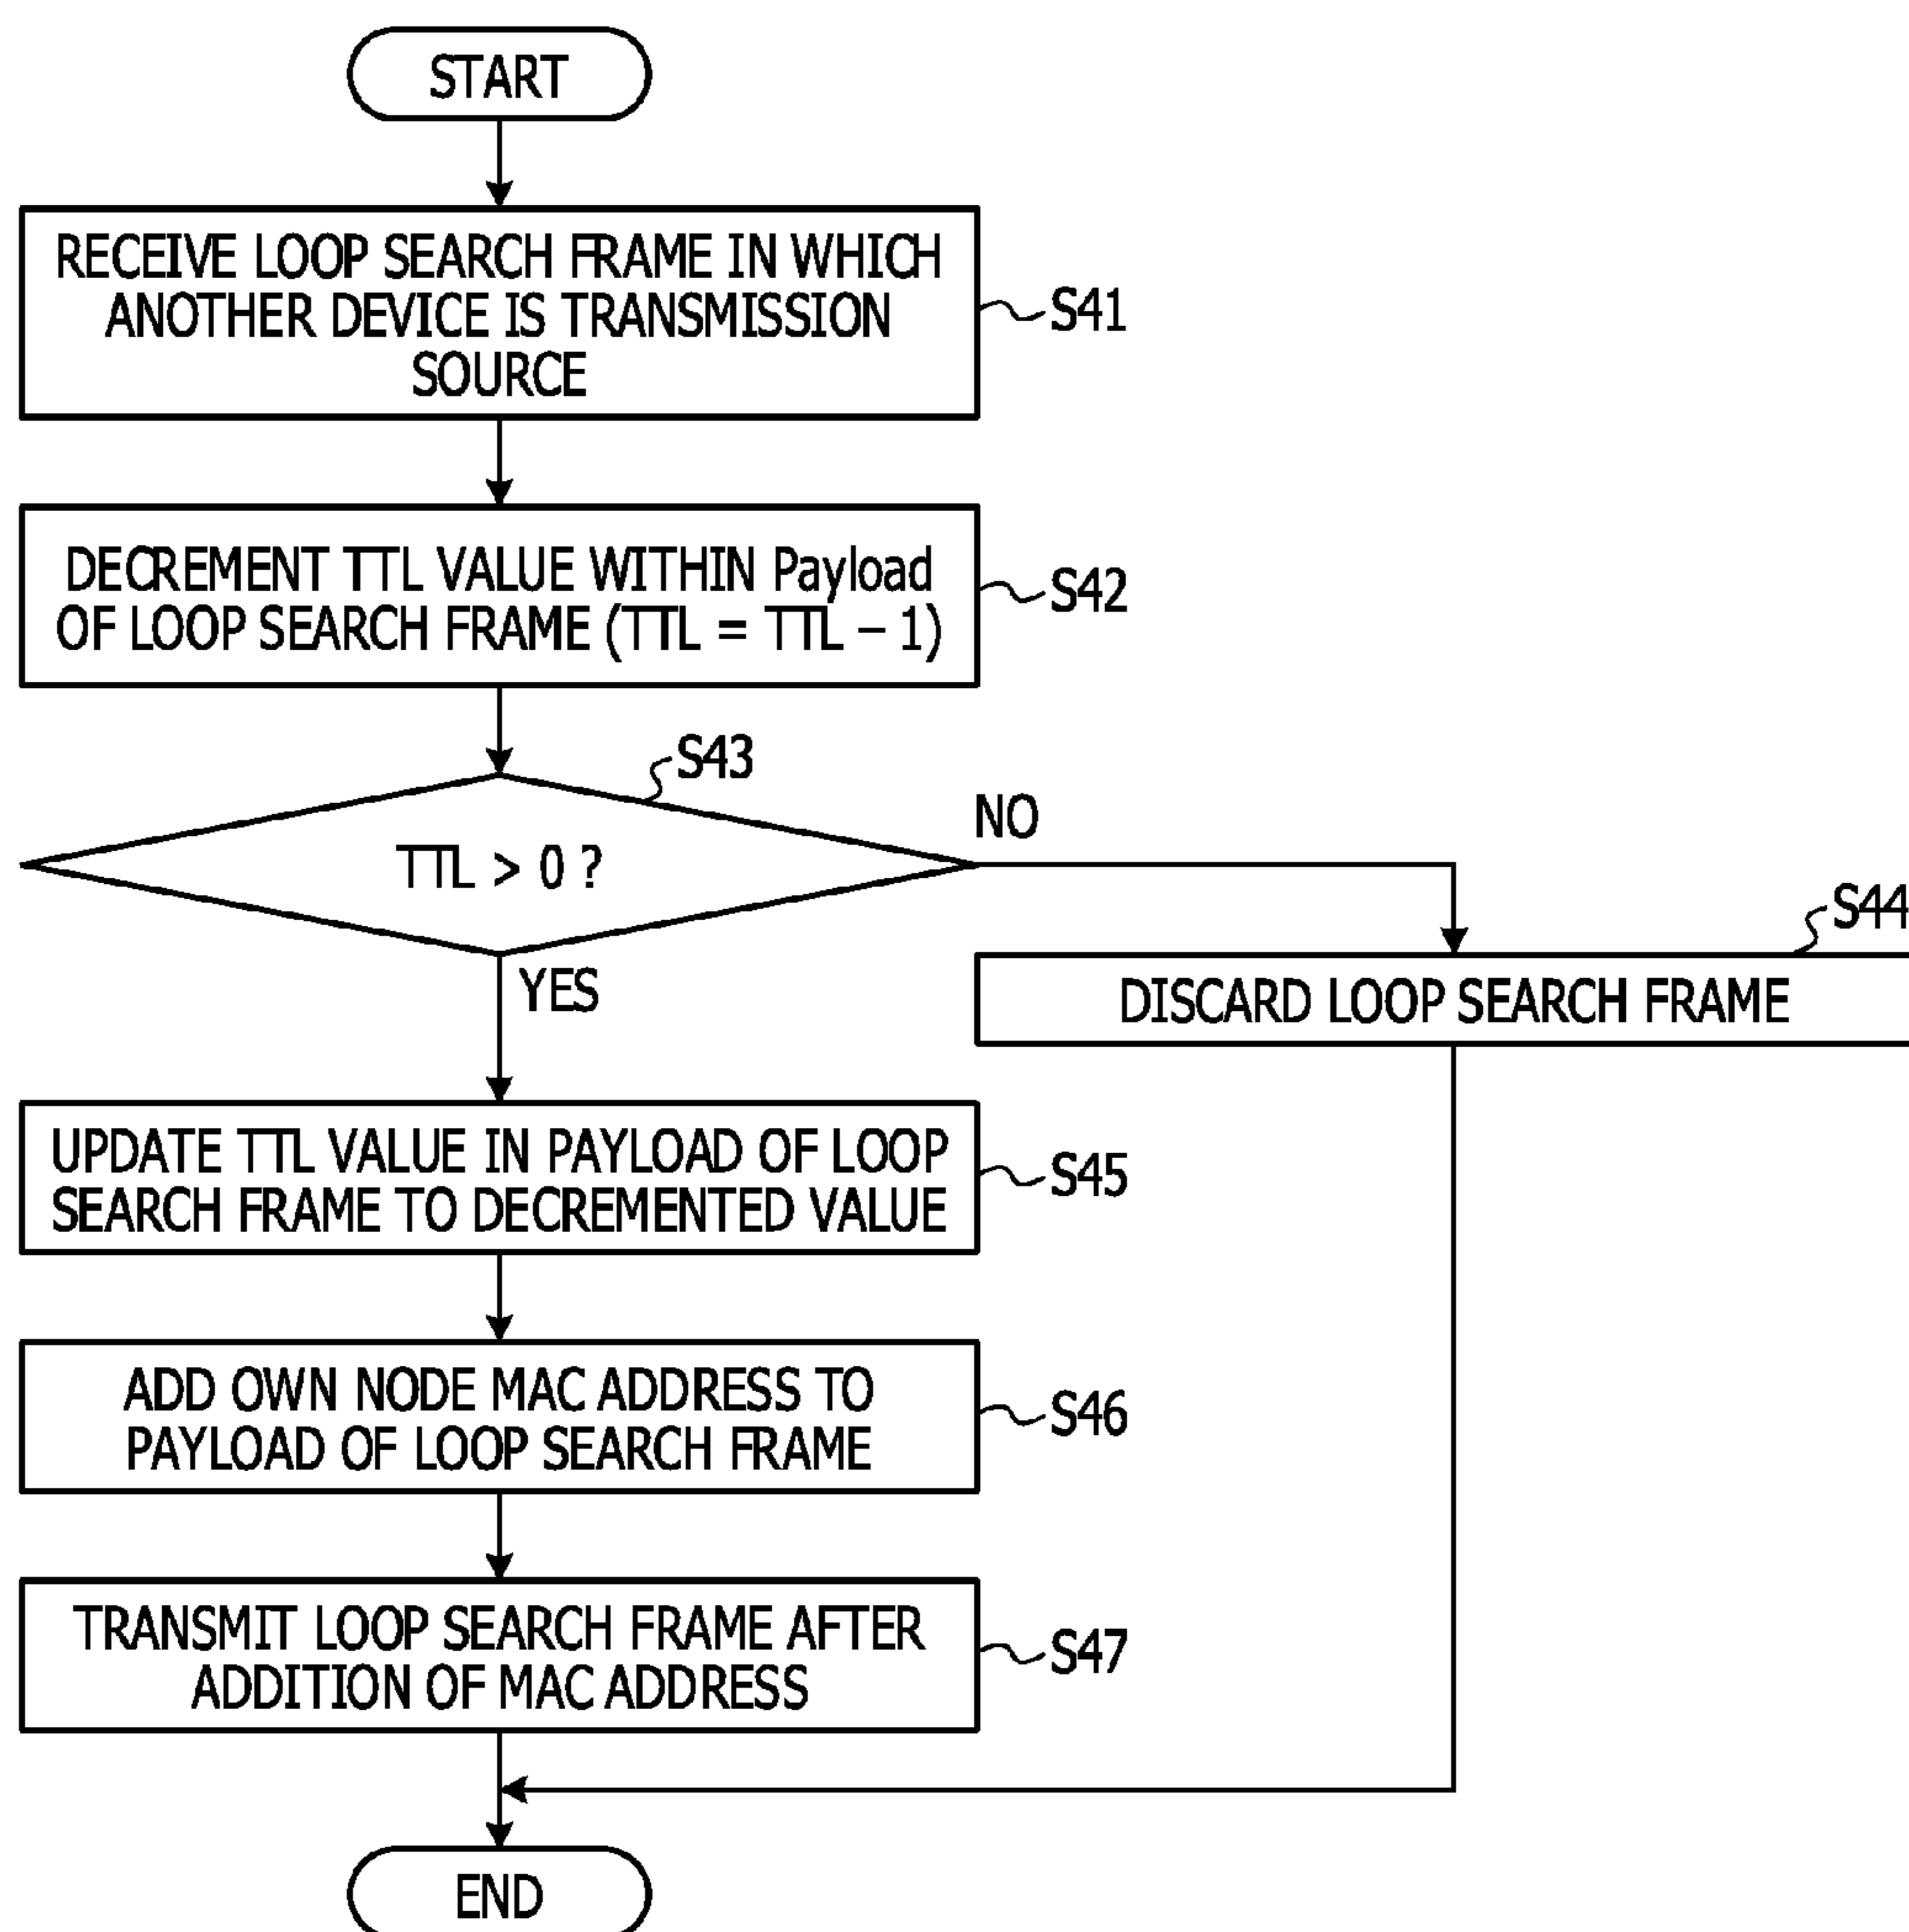 START
RECEIVE LOOP SEARCH FRAME IN WHICH
ANOTHER DEVICE IS TRANSMISSION
SOURCE
S41
DECREMENT TTL VALUE WITHIN Payload
OF LOOP SEARCH FRAME (TTL = TTL – 1)
S42
S43
TTL > 0 ?
NO
YES
S44
DISCARD LOOP SEARCH FRAME
UPDATE TTL VALUE IN PAYLOAD OF LOOP
SEARCH FRAME TO DECREMENTED VALUE
S45
ADD OWN NODE MAC ADDRESS TO
PAYLOAD OF LOOP SEARCH FRAME
S46
TRANSMIT LOOP SEARCH FRAME AFTER
ADDITION OF MAC ADDRESS
S47
END